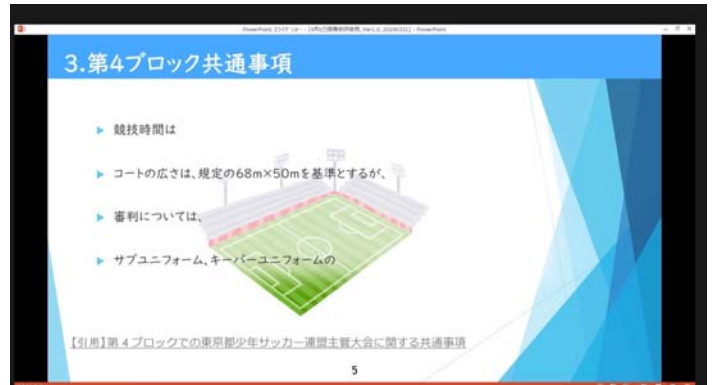 3.第4ブロック共通事項
競技時間は
コートの広さは、規定の68m×50mを基準とするが、
審判については、
サブユニフォーム、キーパーユニフォームの
【引用】第4ブロックでの東京都少年サッカー連盟主管大会に関する共通事項
5